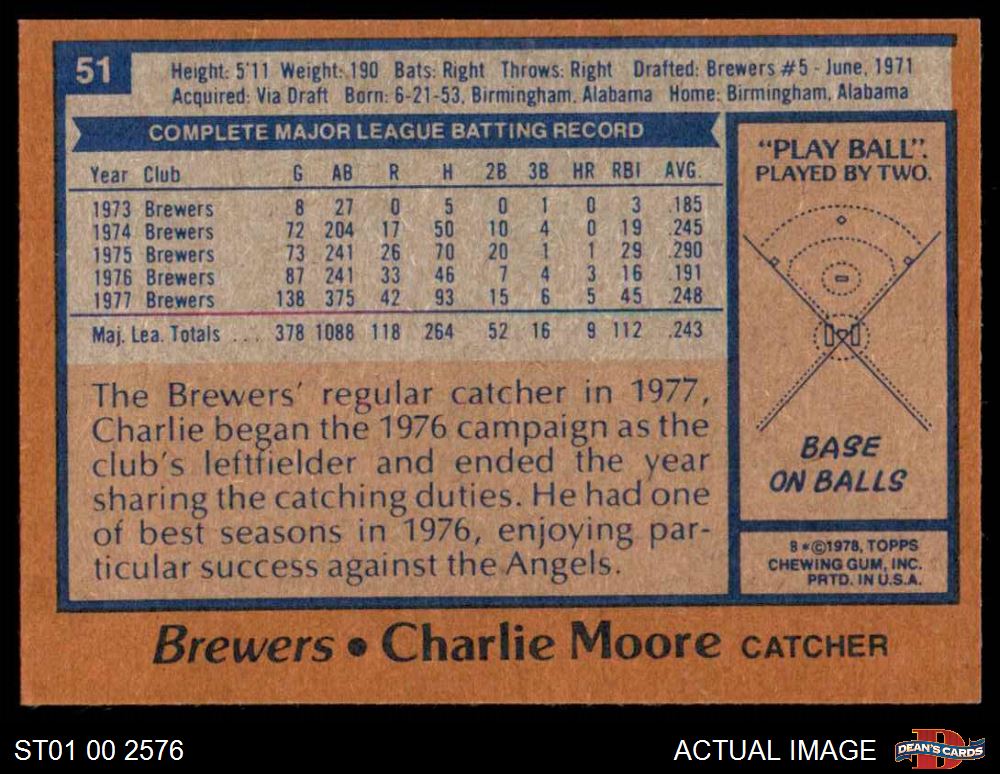 51
Height: 5'11 Weight: 190 Bats: Right Throws: Right Drafted: Brewers #5 - June, 1971
Acquired: Via Draft Born: 6-21-53, Birmingham, Alabama Home: Birmingham, Alabama
COMPLETE MAJOR LEAGUE BATTING RECORD
Year Club G AB R H 2B 3B HR RBI AVG.
1973 Brewers 8 27 0 5 0 1 0 3 .185
1974 Brewers 72 204 17 50 10 4 0 19 .245
1975 Brewers 73 241 26 70 20 1 1 29 .290
1976 Brewers 87 241 33 46 7 4 3 16 .191
1977 Brewers 138 375 42 93 15 6 5 45 .248
Maj. Lea. Totals ... 378 1088 118 264 52 16 9 112 .243
The Brewers' regular catcher in 1977,
Charlie began the 1976 campaign as the
club's leftfielder and ended the year
sharing the catching duties. He had one
of best seasons in 1976, enjoying par-
ticular success against the Angels.
"PLAY BALL".
PLAYED BY TWO.
BASE
ON BALLS
B*©1978, TOPPS
CHEWING GUM, INC.
PRTD. IN U.S.A.
Brewers • Charlie Moore CATCHER
ST01 00 2576
ACTUAL IMAGE
DEAN'S CARDS